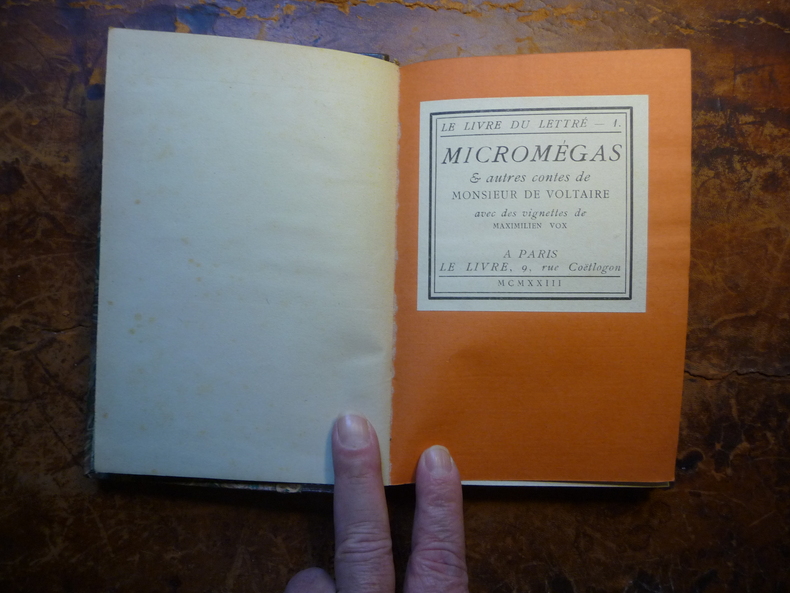 LE LIVRE DU LETTRÉ — 1.
MICROMÉGAS
& autres contes de
MONSIEUR DE VOLTAIRE
avec des vignettes de
MAXIMILIEN VOX
A PARIS
LE LIVRE, 9, rue Coëtlogon
MCMXXIII